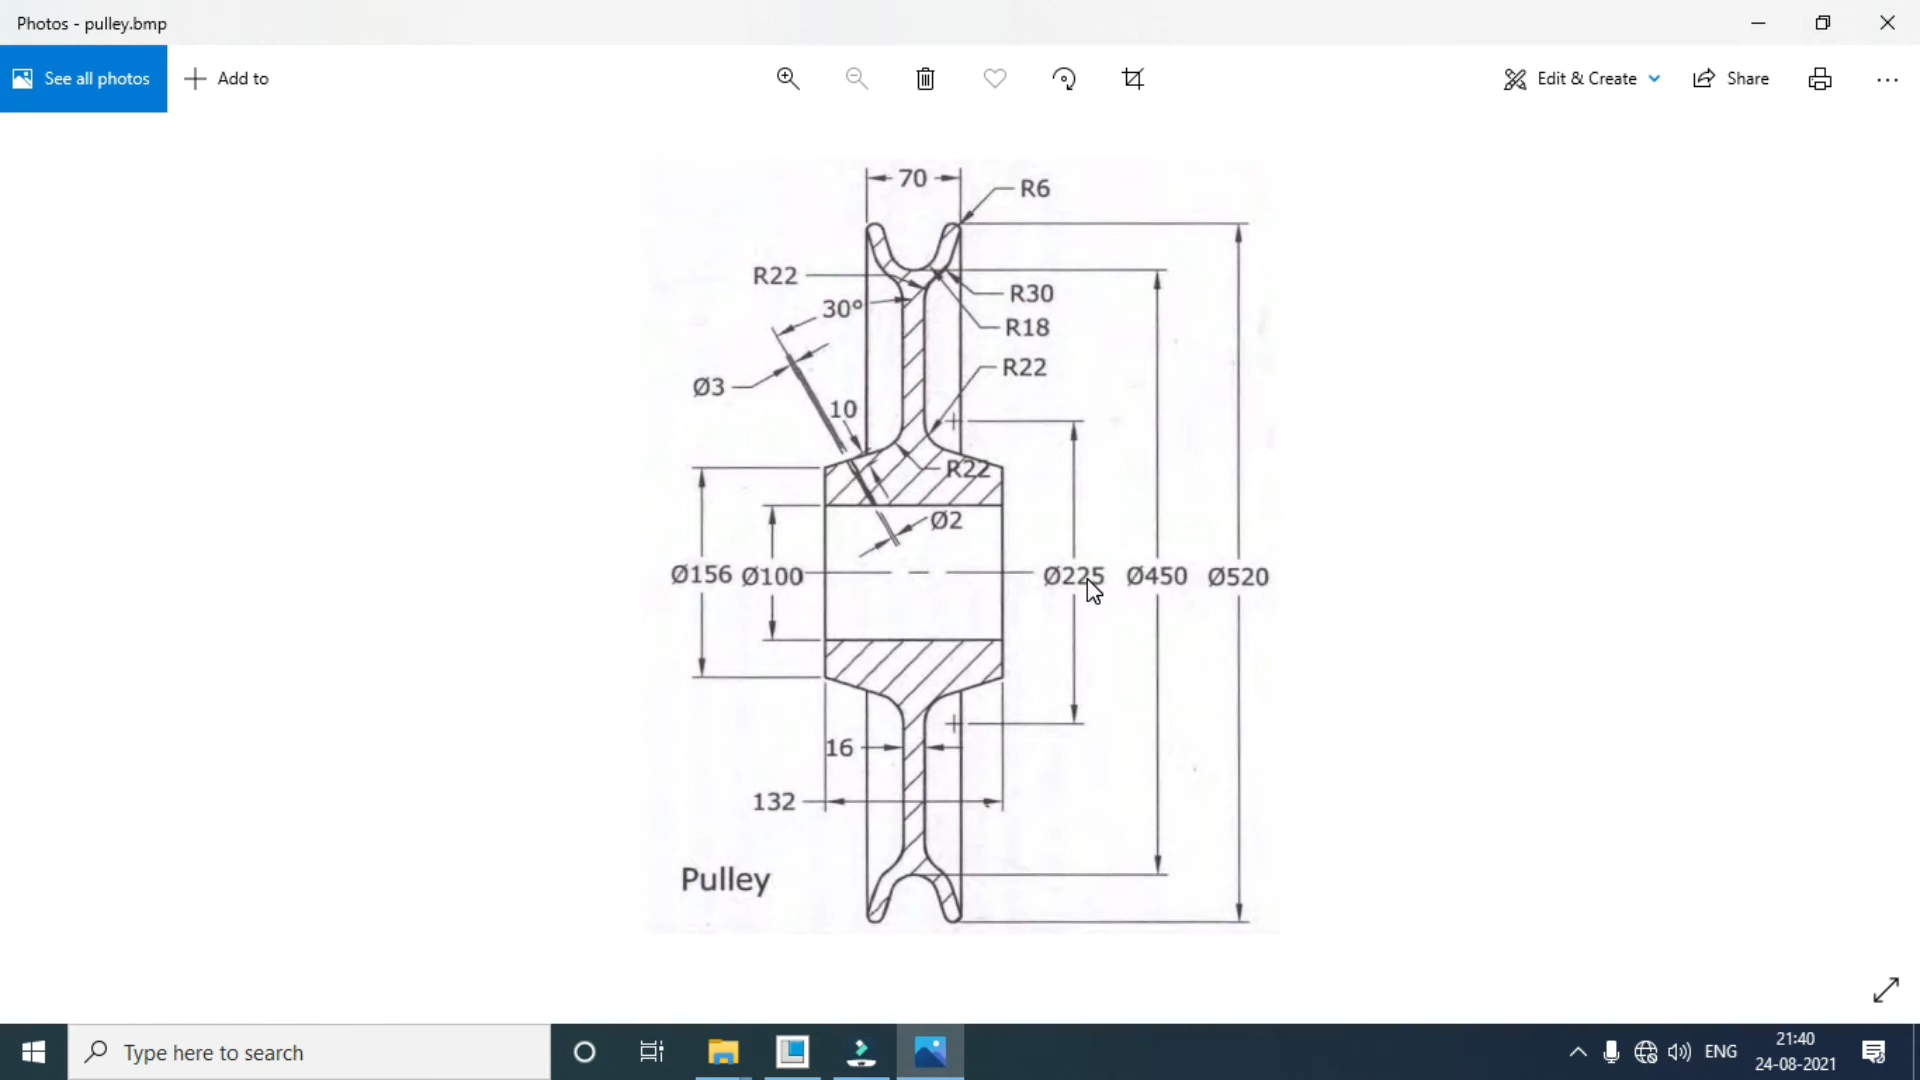 Photos - pulley.bmp
See all photos
Add to
Edit & Create
Share
70
R6
R22
R30
30°
R18
R22
Ø3
10
R22
Ø2
Ø156
Ø100
Ø225
Ø450
Ø520
16
132
Pulley
Type here to search
ENG
21:40
24-08-2021